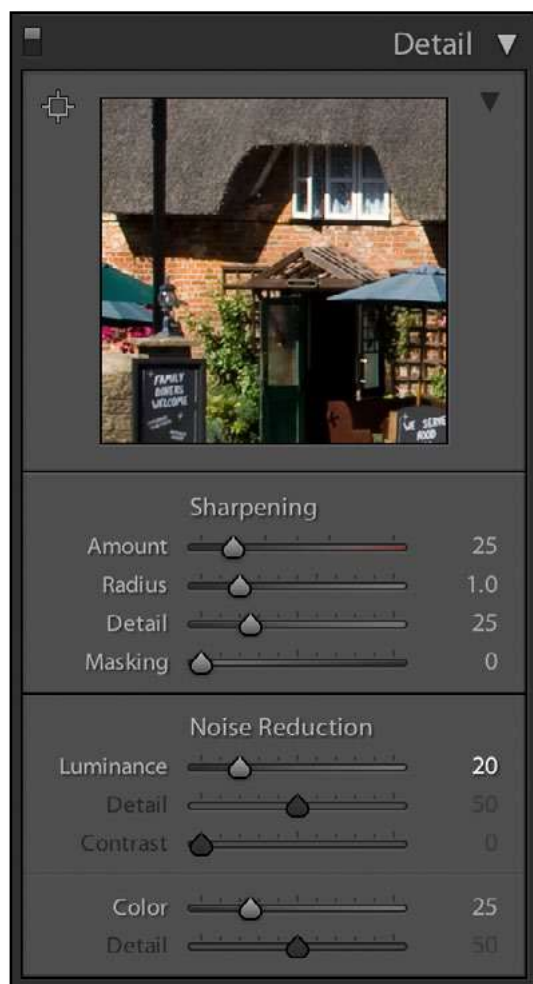 Detail
FAMILY
DINERS
WELCOME
WE SERVE
FOOD
Sharpening
Amount 25
Radius 1.0
Detail 25
Masking 0
Noise Reduction
Luminance 20
Detail 50
Contrast 0
Color 25
Detail 50